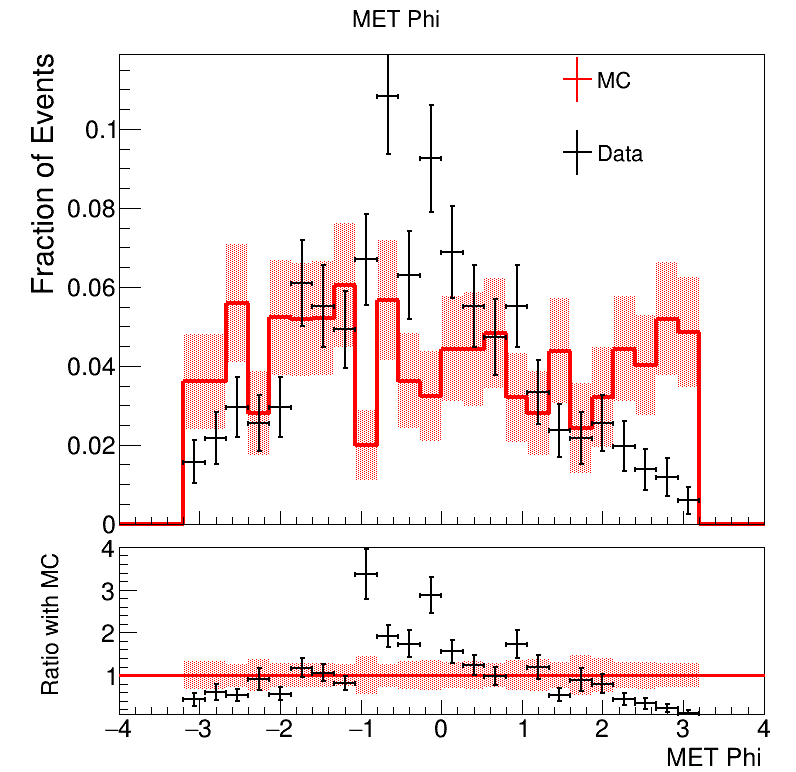 MET Phi
Fraction of Events
0.1
0.08
0.06
0.04
0.02
0
MC
Data
Ratio with MC
4
3
2
1
−4 −3 −2 −1 0 1 2 3 4
MET Phi